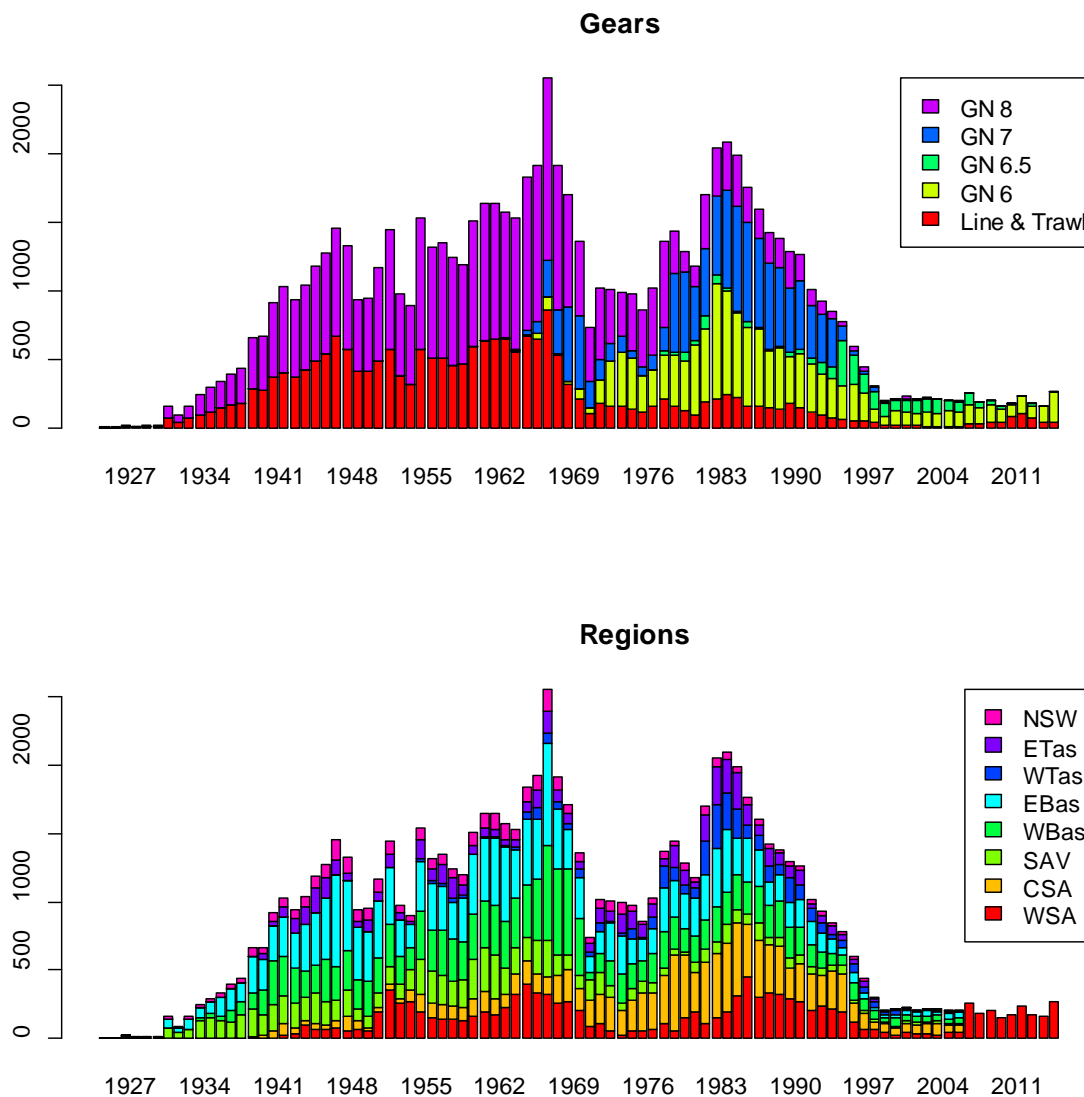 Gears
2000
1000
500
0
GN 8
GN 7
GN 6.5
GN 6
Line & Trawl
1927 1934 1941 1948 1955 1962 1969 1976 1983 1990 1997 2004 2011
Regions
2000
1000
500
0
NSW
ETas
WTas
EBas
WBas
SAV
CSA
WSA
1927 1934 1941 1948 1955 1962 1969 1976 1983 1990 1997 2004 2011